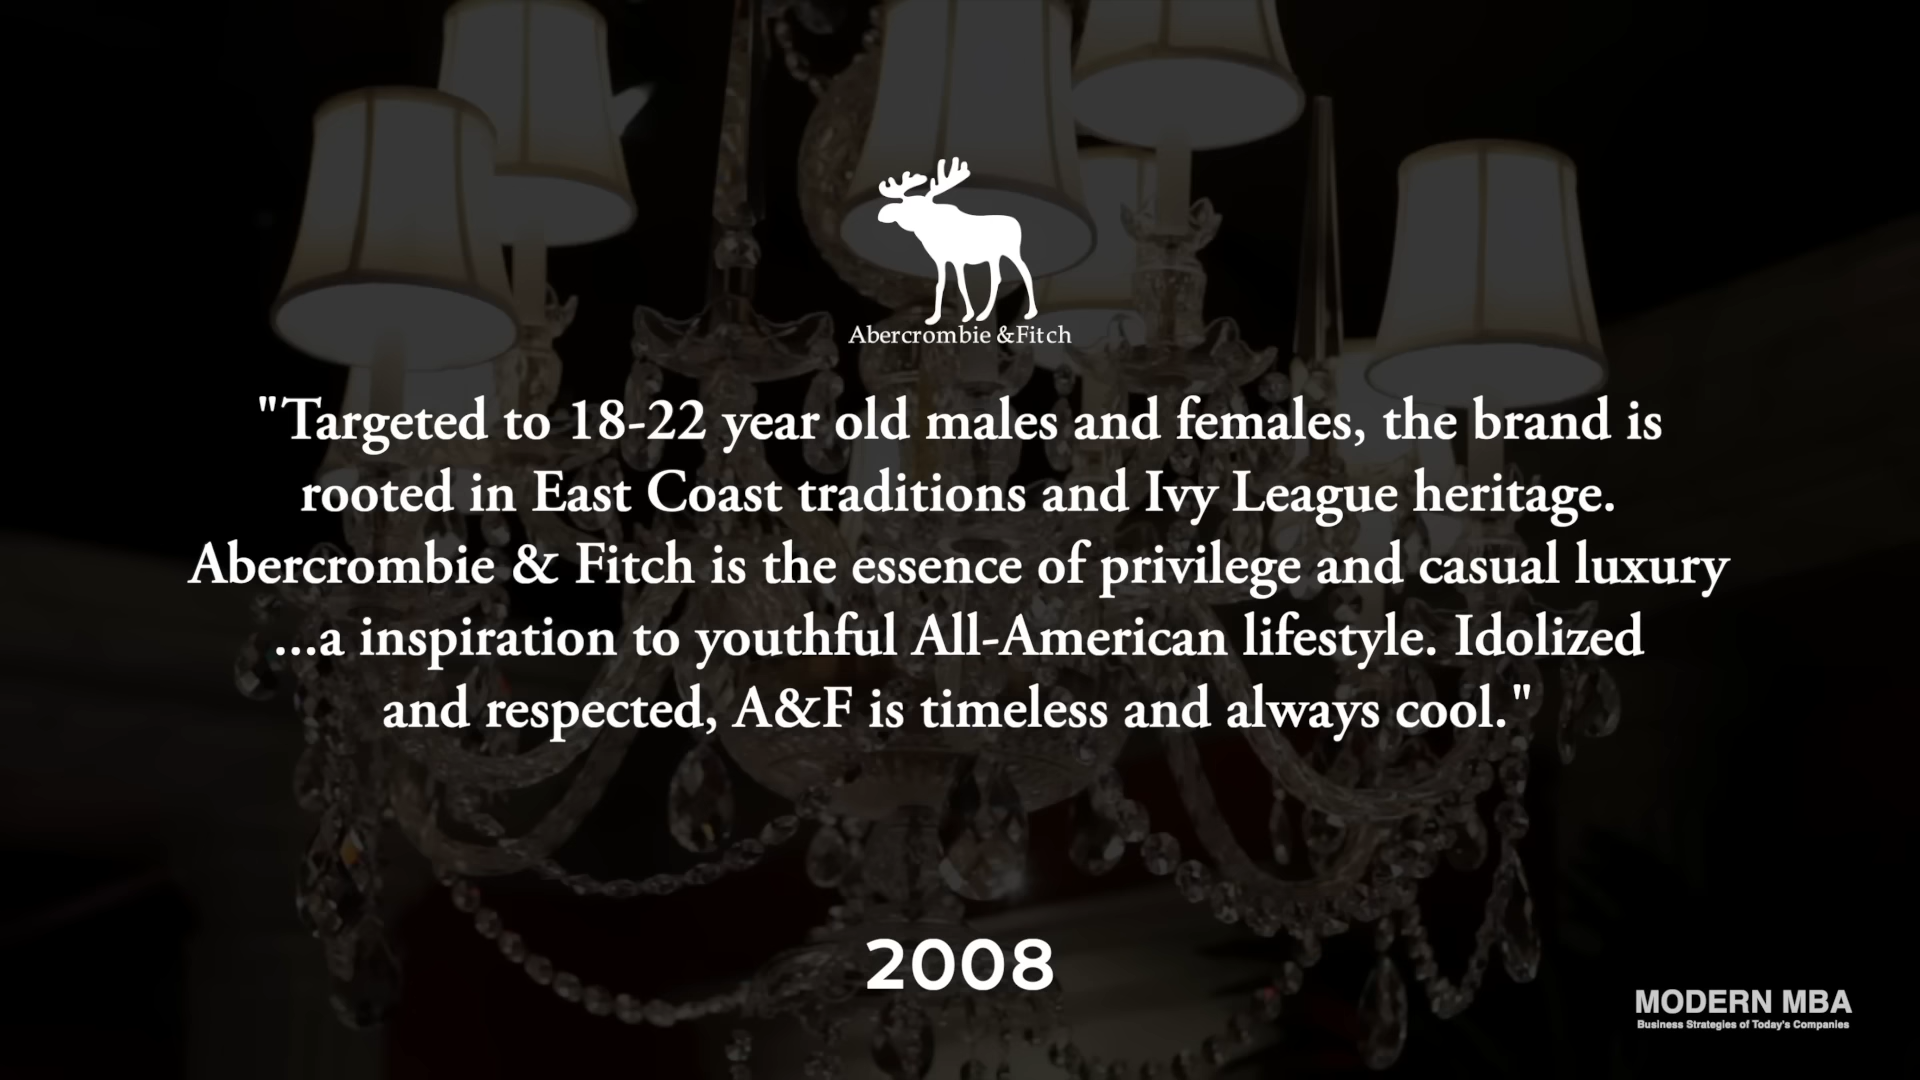 Abercrombie &Fitch
"Targeted to 18-22 year old males and females, the brand is
rooted in East Coast traditions and Ivy League heritage.
Abercrombie & Fitch is the essence of privilege and casual luxury
...a inspiration to youthful All-American lifestyle. Idolized
and respected, A&F is timeless and always cool."
2008
MODERN MBA
Business Strategies of Today's Companies